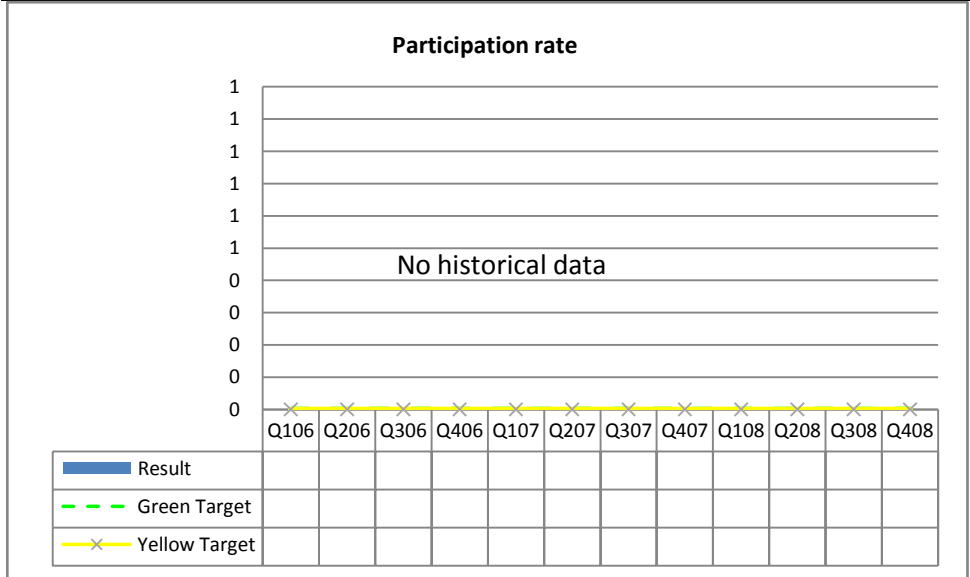 Participation rate
1
1
1
1
1
1
No historical data
0
0
0
0
0
Q106 Q206 Q306 Q406 Q107 Q207 Q307 Q407 Q108 Q208 Q308 Q408
Result
Green Target
Yellow Target